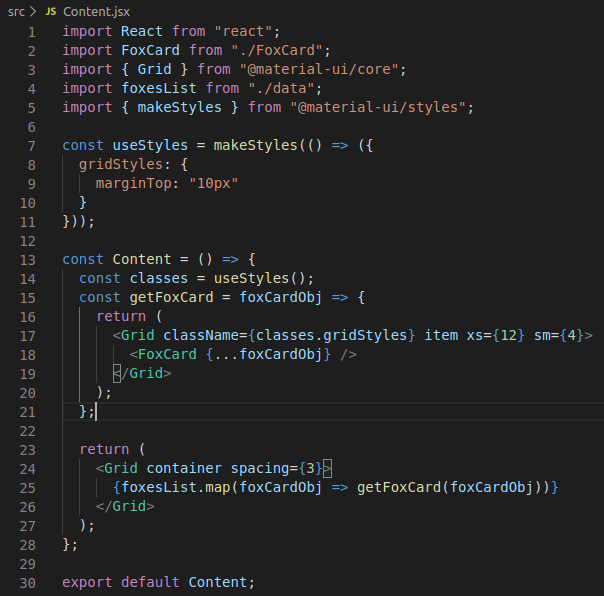 src > JS Content.jsx
1 import React from "react";
2 import FoxCard from "./FoxCard";
3 import { Grid } from "@material-ui/core";
4 import foxesList from "./data";
5 import { makeStyles } from "@material-ui/styles";
6
7 const useStyles = makeStyles(() => ({
8   gridStyles: {
9     marginTop: "10px"
10   }
11 }));
12
13 const Content = () => {
14   const classes = useStyles();
15   const getFoxCard = foxCardObj => {
16     return (
17       <Grid className={classes.gridStyles} item xs={12} sm={4}>
18         <FoxCard {...foxCardObj} />
19       </Grid>
20     );
21   };
22
23   return (
24     <Grid container spacing={3}>
25       {foxesList.map(foxCardObj => getFoxCard(foxCardObj))}
26     </Grid>
27   );
28 };
29
30 export default Content;